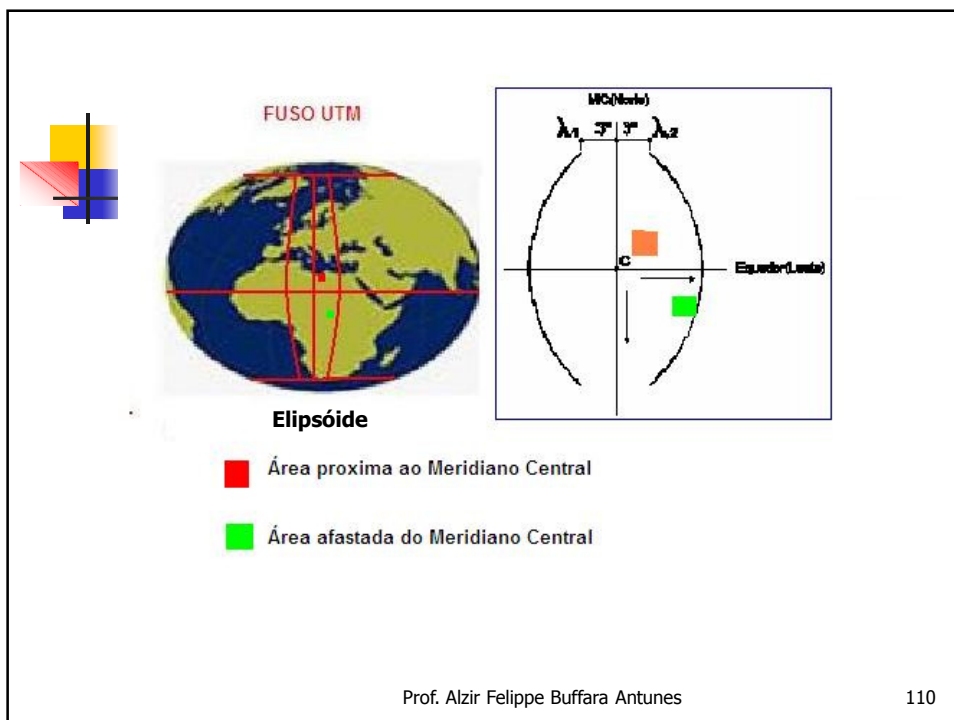 FUSO UTM
MC(Norte)
λ1 3° 3° λ2
C
Equador(Leste)
Elipsóide
Área proxima ao Meridiano Central
Área afastada do Meridiano Central
Prof. Alzir Felippe Buffara Antunes 110